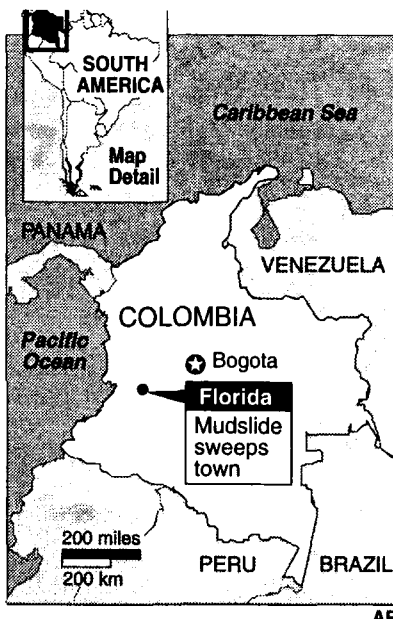 SOUTH
AMERICA
Map
Detail
Caribbean Sea
PANAMA
VENEZUELA
COLOMBIA
Pacific
Ocean
Bogota
Florida
Mudslide
sweeps
town
200 miles
200 km
PERU
BRAZIL